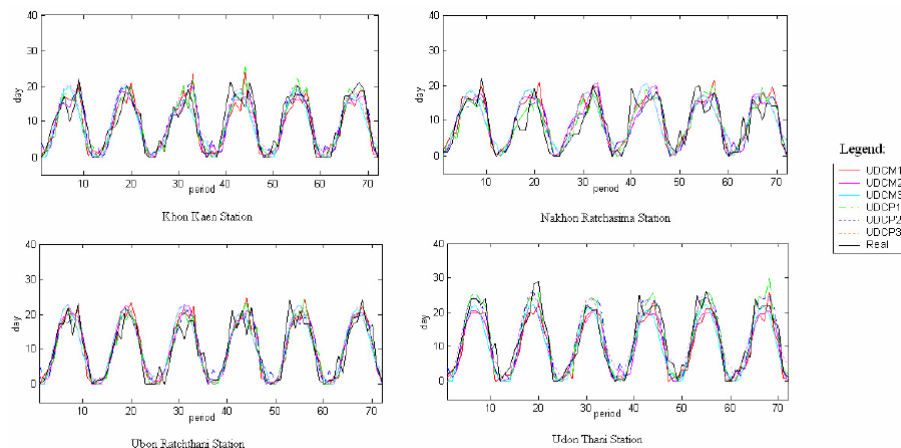 40
30
20
10
0
day
10 20 30 40 50 60 70
period
Khon Kaen Station
40
30
20
10
0
day
10 20 30 40 50 60 70
period
Nakhon Ratchasima Station
Legend:
UDCM1
UDCM2
UDCM3
UDCP1
UDCP2
UDCP3
Real
40
30
20
10
0
day
10 20 30 40 50 60 70
period
Ubon Ratchthani Station
40
30
20
10
0
day
10 20 30 40 50 60 70
period
Udon Thani Station